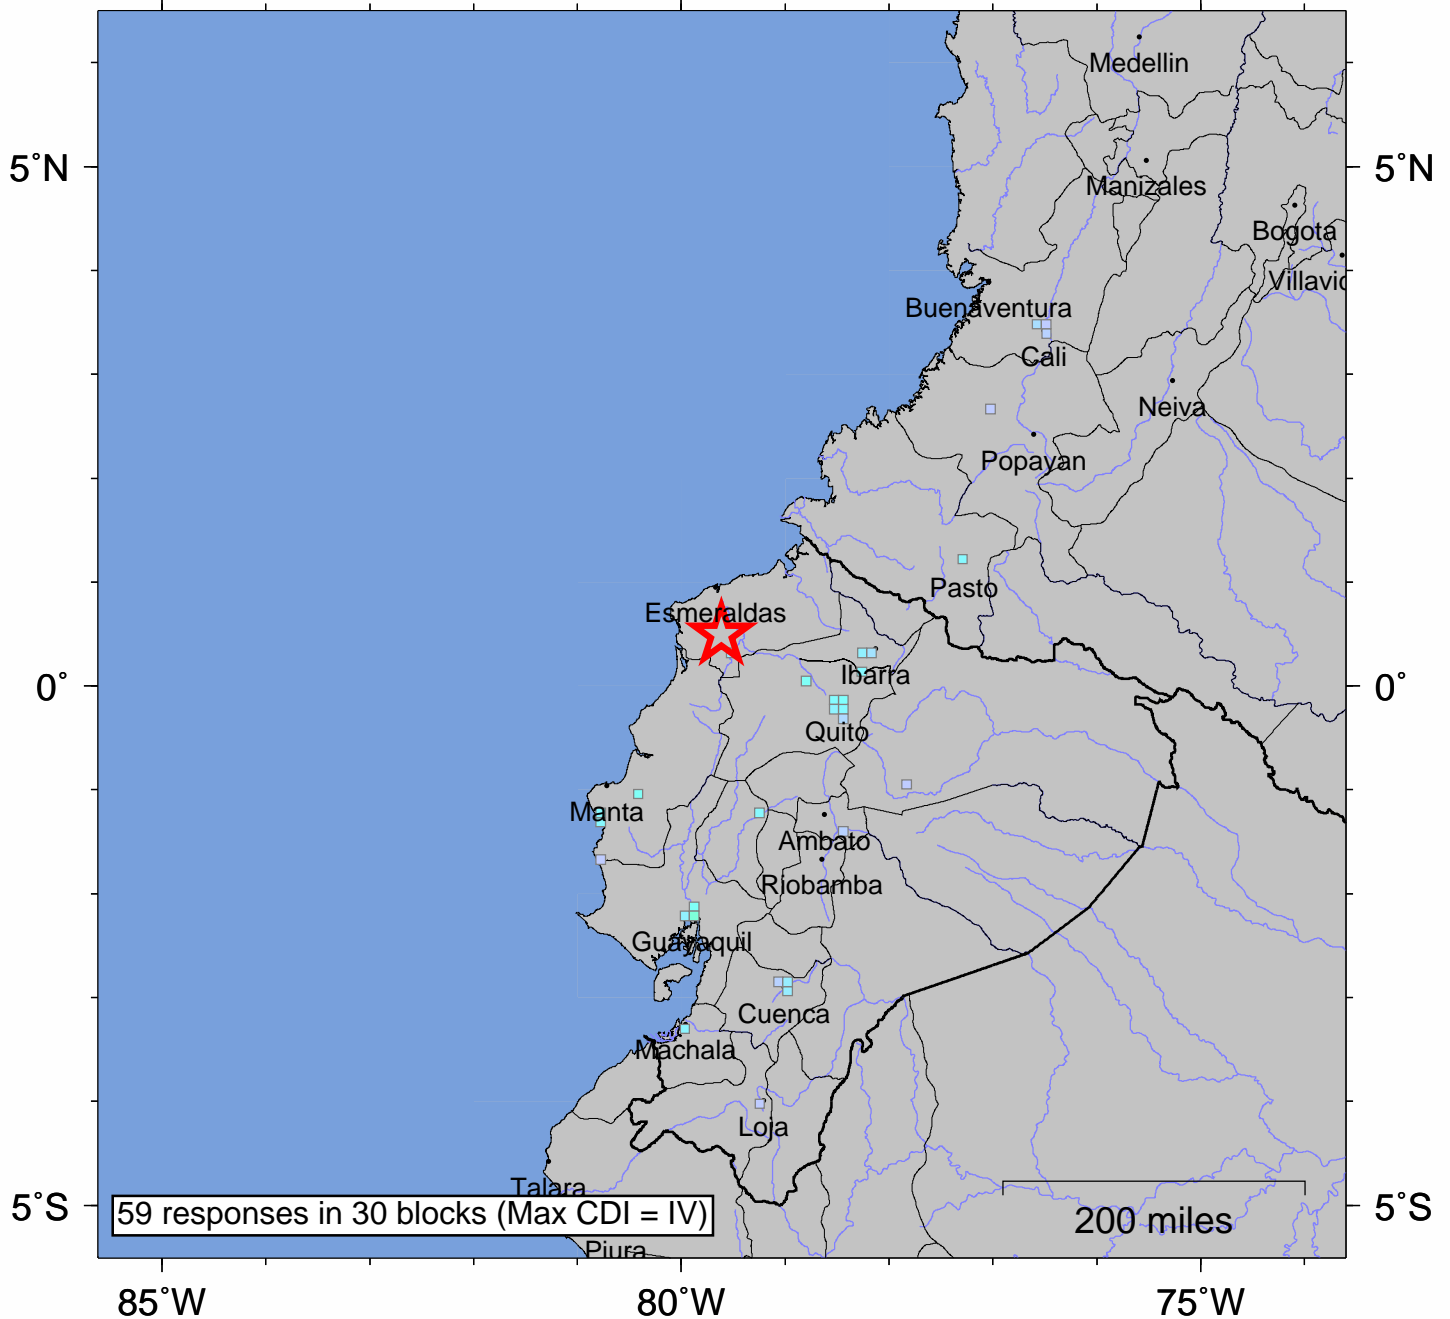 Medellin
5˚N
5˚N
Manizales
Bogota
Villavic
Buenaventura
Cali
Neiva
Popayan
Pasto
Esmeraldas
Ibarra
0˚
0˚
Quito
Manta
Ambato
Riobamba
Guayaquil
Cuenca
Machala
Loja
Talara
59 responses in 30 blocks (Max CDI = IV)
5˚S
200 miles
5˚S
Piura
85˚W
80˚W
75˚W